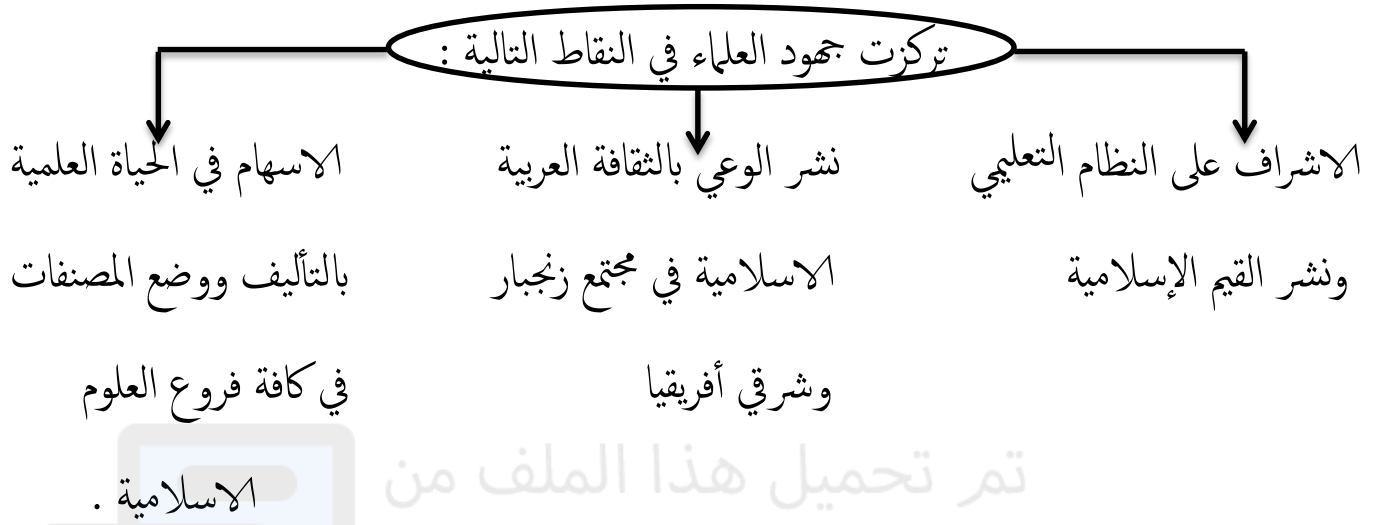 تركزت جهود العلماء في النقاط التالية :
الاشراف على النظام التعليمي
ونشر القيم الإسلامية
نشر الوعي بالثقافة العربية
الاسلامية في مجتمع زنجبار
وشرقي أفريقيا
الاسهام في الحياة العلمية
بالتأليف ووضع المصنفات
في كافة فروع العلوم
الاسلامية .
تم تحميل هذا الملف من